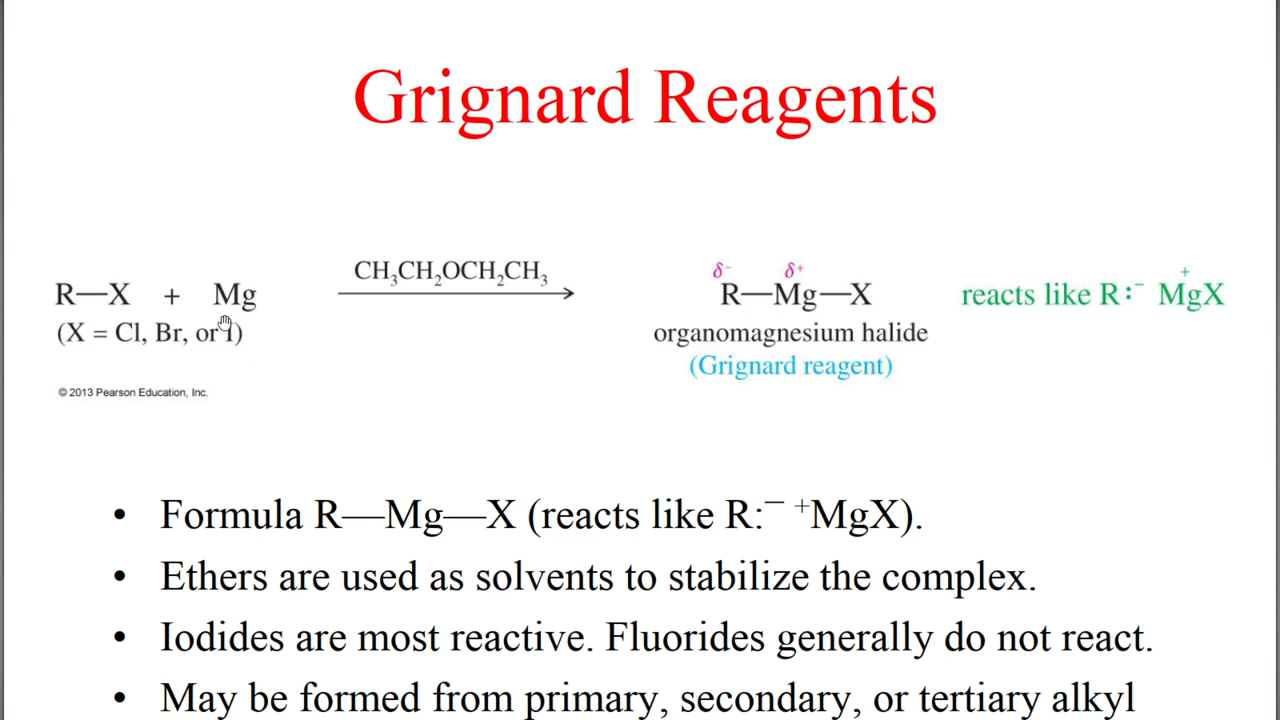 Grignard Reagents
R—X + Mg CH₃CH₂OCH₂CH₃ R—Mg—X reacts like R:⁻ MgX
δ⁻ δ⁺ +
(X = Cl, Br, or I) organomagnesium halide
(Grignard reagent)
© 2013 Pearson Education, Inc.
• Formula R—Mg—X (reacts like R:⁻ ⁺MgX).
• Ethers are used as solvents to stabilize the complex.
• Iodides are most reactive. Fluorides generally do not react.
• May be formed from primary, secondary, or tertiary alkyl